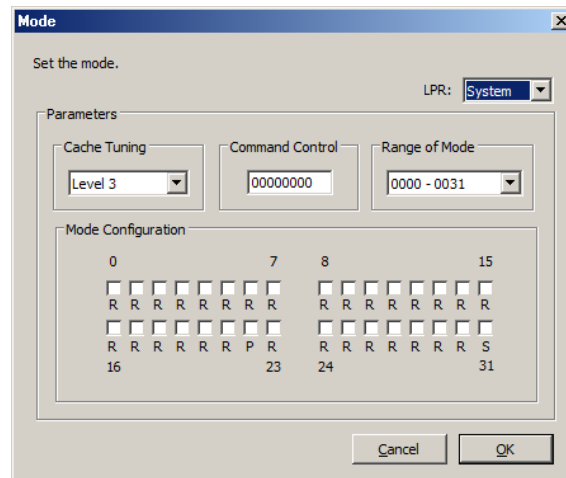 Mode
Set the mode.
LPR: System
Parameters
Cache Tuning Command Control Range of Mode
Level 3 00000000 0000 - 0031
Mode Configuration
0 7 8 15
R R R R R R R R R R R R R R R R
R R R R R R P R R R R R R R R S
16 23 24 31
Cancel OK